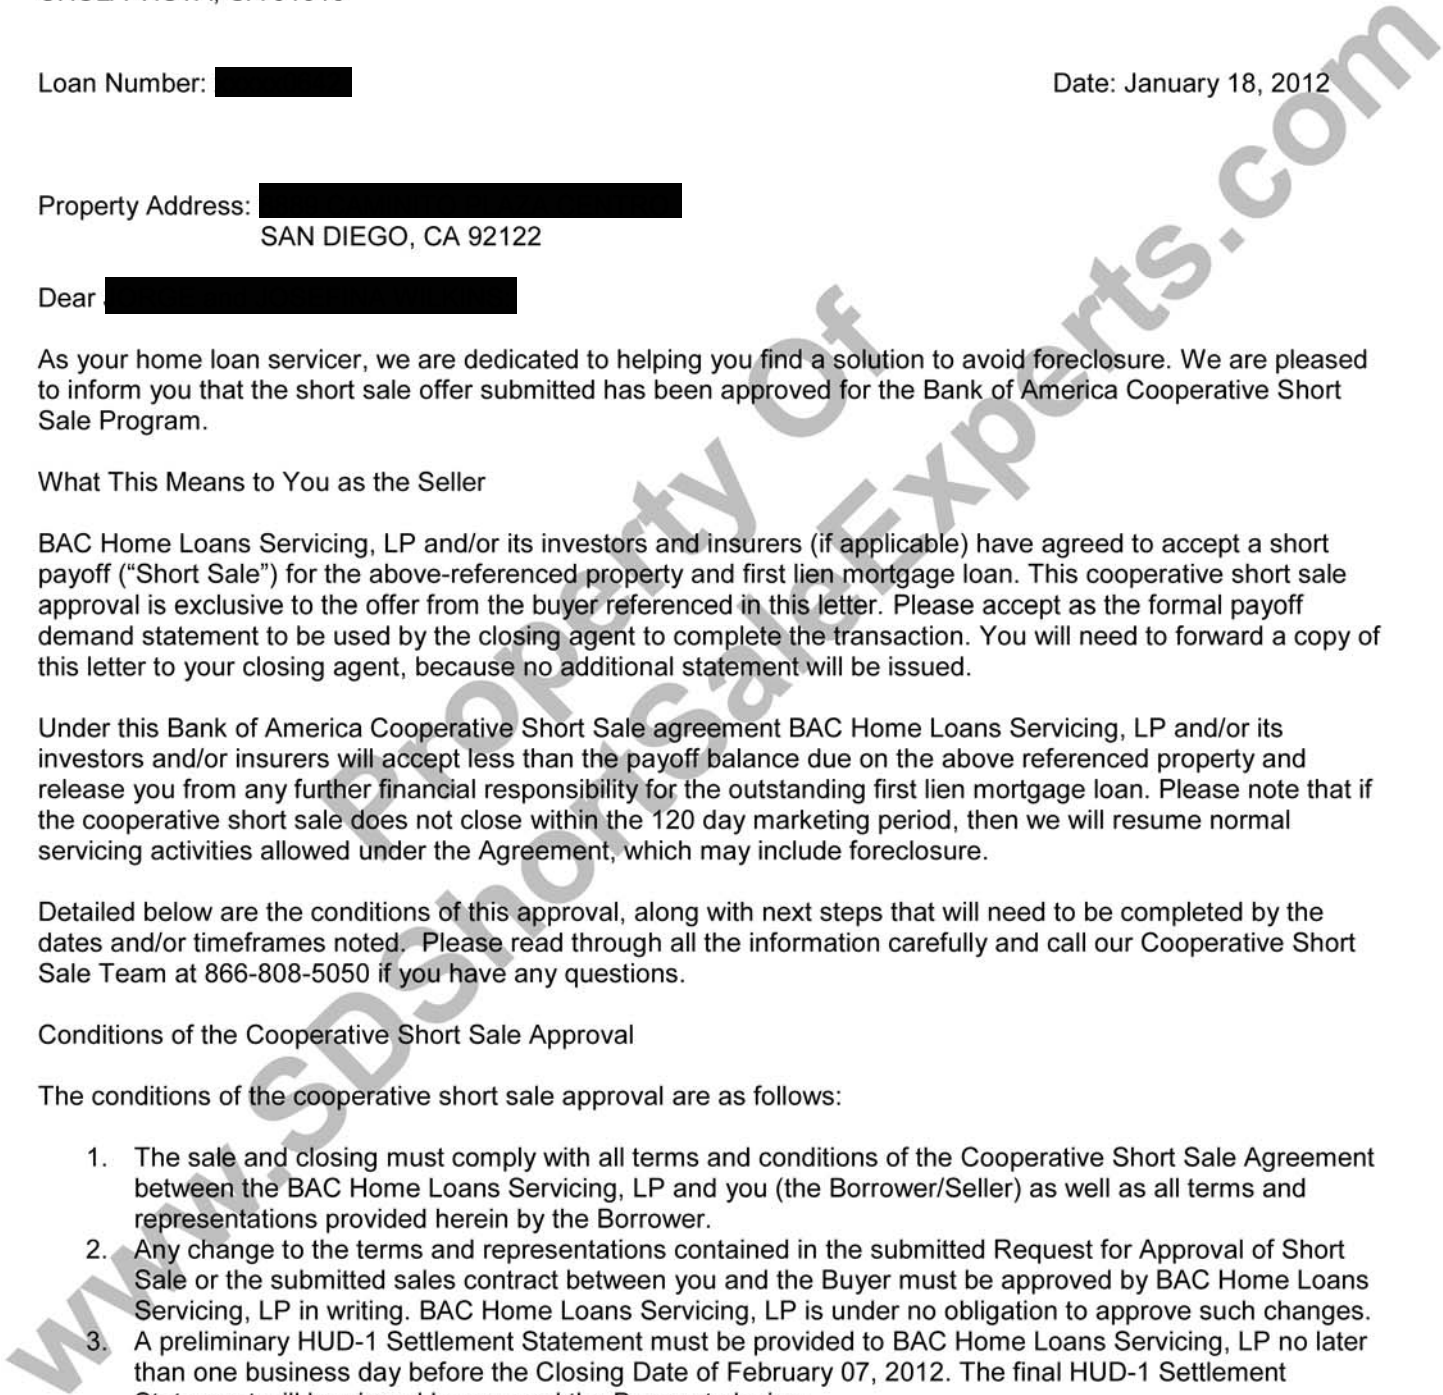 Loan Number:
Date: January 18, 2012
Property Address:
SAN DIEGO, CA 92122
Dear
As your home loan servicer, we are dedicated to helping you find a solution to avoid foreclosure. We are pleased
to inform you that the short sale offer submitted has been approved for the Bank of America Cooperative Short
Sale Program.
What This Means to You as the Seller
BAC Home Loans Servicing, LP and/or its investors and insurers (if applicable) have agreed to accept a short
payoff (“Short Sale”) for the above-referenced property and first lien mortgage loan. This cooperative short sale
approval is exclusive to the offer from the buyer referenced in this letter. Please accept as the formal payoff
demand statement to be used by the closing agent to complete the transaction. You will need to forward a copy of
this letter to your closing agent, because no additional statement will be issued.
Under this Bank of America Cooperative Short Sale agreement BAC Home Loans Servicing, LP and/or its
investors and/or insurers will accept less than the payoff balance due on the above referenced property and
release you from any further financial responsibility for the outstanding first lien mortgage loan. Please note that if
the cooperative short sale does not close within the 120 day marketing period, then we will resume normal
servicing activities allowed under the Agreement, which may include foreclosure.
Detailed below are the conditions of this approval, along with next steps that will need to be completed by the
dates and/or timeframes noted. Please read through all the information carefully and call our Cooperative Short
Sale Team at 866-808-5050 if you have any questions.
Conditions of the Cooperative Short Sale Approval
The conditions of the cooperative short sale approval are as follows:
1. The sale and closing must comply with all terms and conditions of the Cooperative Short Sale Agreement
between the BAC Home Loans Servicing, LP and you (the Borrower/Seller) as well as all terms and
representations provided herein by the Borrower.
2. Any change to the terms and representations contained in the submitted Request for Approval of Short
Sale or the submitted sales contract between you and the Buyer must be approved by BAC Home Loans
Servicing, LP in writing. BAC Home Loans Servicing, LP is under no obligation to approve such changes.
3. A preliminary HUD-1 Settlement Statement must be provided to BAC Home Loans Servicing, LP no later
than one business day before the Closing Date of February 07, 2012. The final HUD-1 Settlement
Property Of
www.SDShortSaleExperts.com